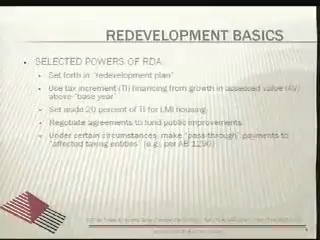 REDEVELOPMENT BASICS
SELECTED POWERS OF RDA:
Set forth in "redevelopment plan"
Use tax increment (TI) financing from growth in assessed value (AV)
above "base year"
Set aside 20 percent of TI for LMI housing
Negotiate agreements to fund public improvements
Under certain circumstances, make "pass-through" payments to
"affected taxing entities" (e.g., per AB 1290)